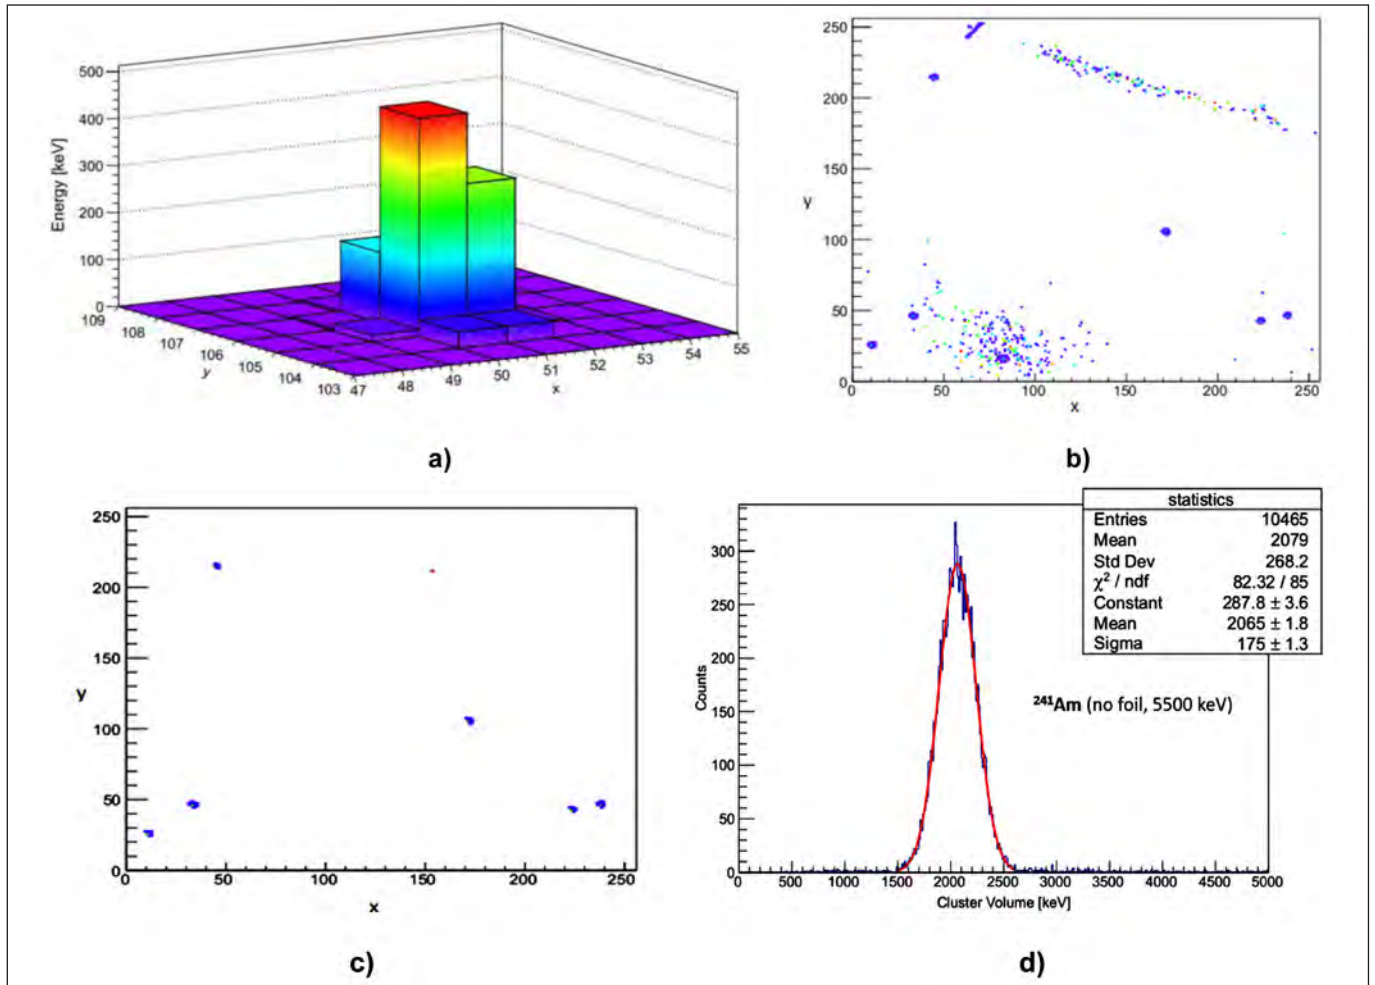 500
400
300
200
100
0
Energy [keV]
109
108
107
106
105
104
103
y
47
48
49
50
51
52
53
54
55
x
a)
250
200
150
100
50
0
y
0
50
100
150
200
250
x
b)
250
200
150
100
50
0
y
0
50
100
150
200
250
x
c)
statistics
Entries 10465
Mean 2079
Std Dev 268.2
χ² / ndf 82.32 / 85
Constant 287.8 ± 3.6
Mean 2065 ± 1.8
Sigma 175 ± 1.3
²⁴¹Am (no foil, 5500 keV)
300
250
200
150
100
50
0
Counts
0
500
1000
1500
2000
2500
3000
3500
4000
4500
5000
Cluster Volume [keV]
d)